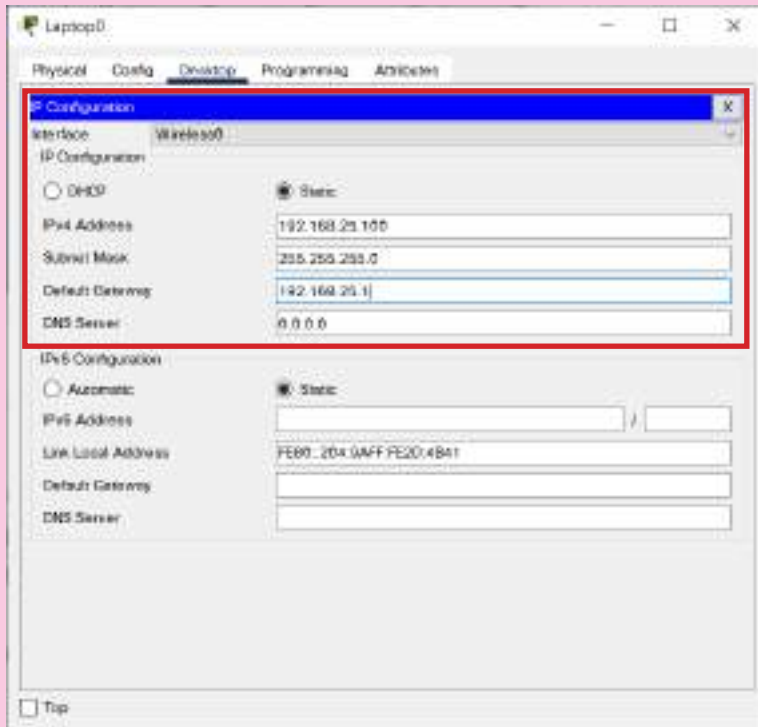 Laptop0
Physical Config Desktop Programming Attributes
IP Configuration X
Interface Wireless0
IP Configuration
DHCP Static
IPv4 Address 192.168.25.100
Subnet Mask 255.255.255.0
Default Gateway 192.168.25.1
DNS Server 0.0.0.0
IPv6 Configuration
Automatic Static
IPv6 Address /
Link Local Address
Default Gateway
DNS Server
Top